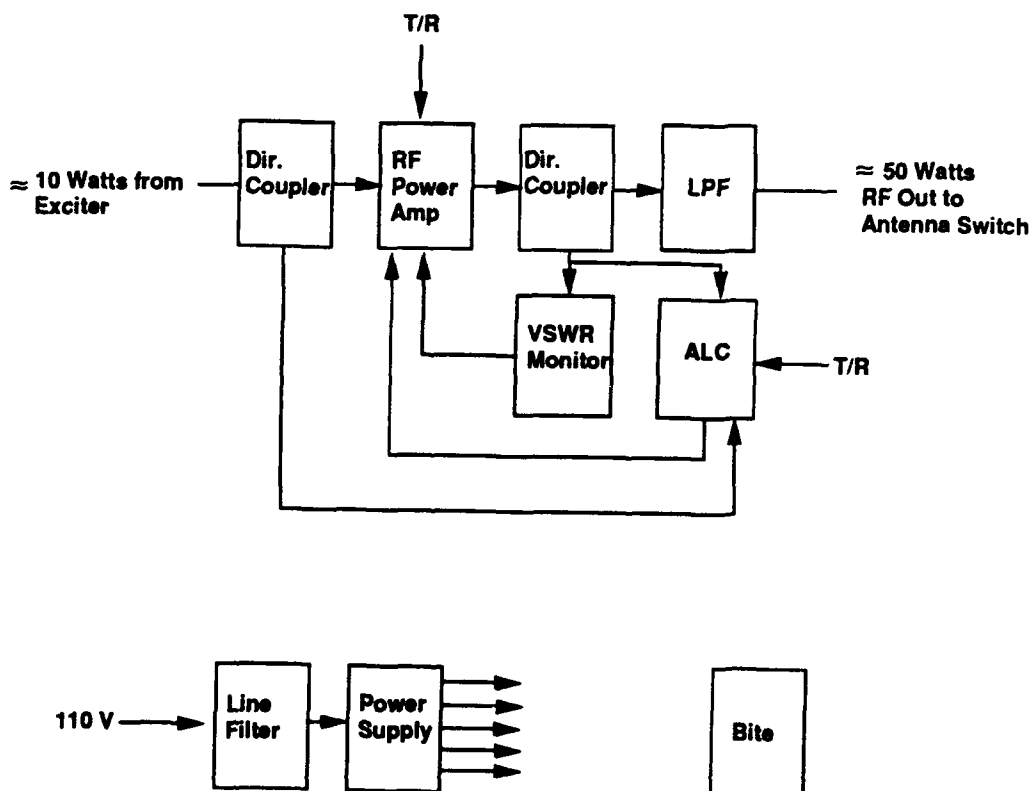 T/R
≈ 10 Watts from
Exciter
Dir.
Coupler
RF
Power
Amp
Dir.
Coupler
LPF
≈ 50 Watts
RF Out to
Antenna Switch
VSWR
Monitor
ALC
T/R
110 V
Line
Filter
Power
Supply
Bite